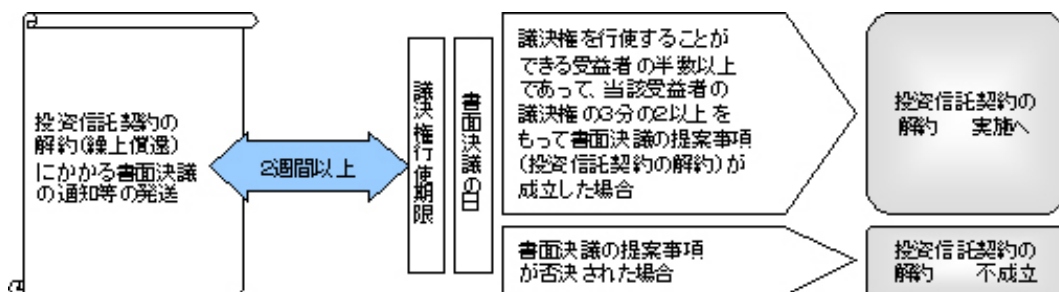 投資信託契約の
解約(繰上償還)
にかかる書面決議
の通知等の発送
2週間以上
議決権行使期限
書面決議の日
議決権を行使することが
できる受益者の半数以上
であって、当該受益者の
議決権の3分の2以上を
もって書面決議の提案事項
(投資信託契約の解約)が
成立した場合
投資信託契約の
解約 実施へ
書面決議の提案事項
が否決された場合
投資信託契約の
解約 不成立